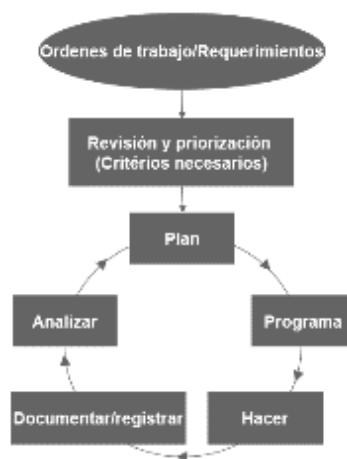 Ordenes de trabajo/Requerimientos
Revisión y priorización
(Critérios necesarios)
Plan
Programa
Hacer
Documentar/registrar
Analizar